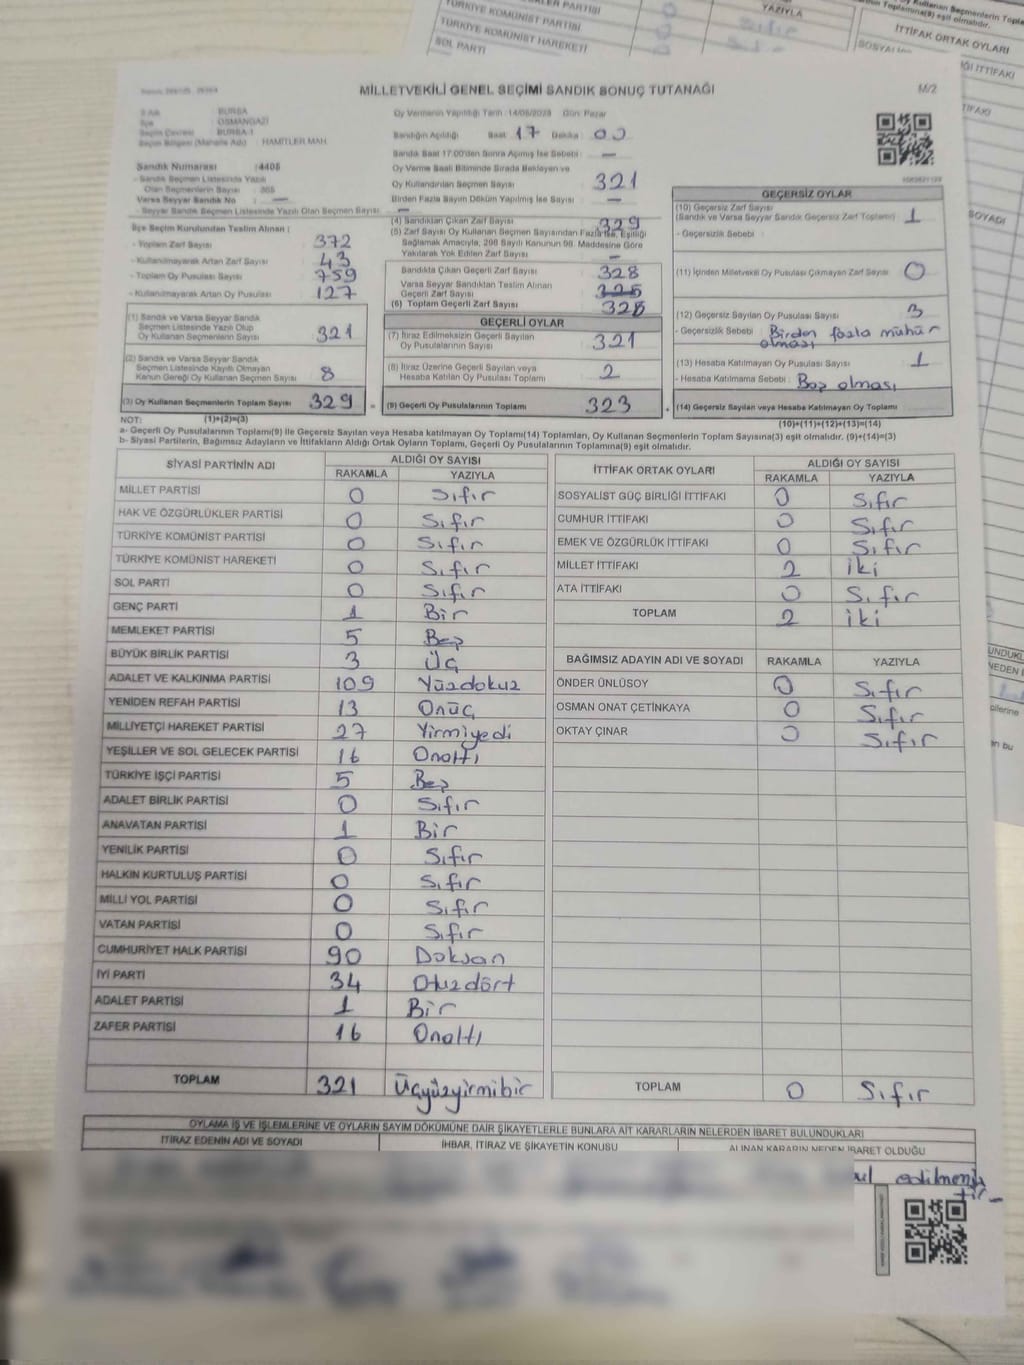 TÜRKİYE KOMÜNİST PARTİSİ
TÜRKİYE KOMÜNİST HAREKETİ
SOL PARTİ
YAZIYLA
Sıfır
İTTİFAK ORTAK OYLARI
MİLLETVEKİLİ GENEL SEÇİMİ SANDIK SONUÇ TUTANAĞI
M/2
BURSA
OSMANGAZİ
BURSA-1
Seçim Bölgesi (Mahalle Adı) : HAMİTLER MAH.
Sandık Numarası : 4405
- Sandık Seçmen Listesinde Yazılı
Olan Seçmenlerin Sayısı
Varsa Seyyar Sandık No —
- Seyyar Sandık Seçmen Listesinde Yazılı Olan Seçmen Sayısı —
İlçe Seçim Kurulundan Teslim Alınan :
- Toplam Zarf Sayısı 372
- Kullanılmayarak Artan Zarf Sayısı 43
- Toplam Oy Pusulası Sayısı 759
- Kullanılmayarak Artan Oy Pusulası 127
(1) Sandık ve Varsa Seyyar Sandık
Seçmen Listesinde Yazılı Olup
Oy Kullanan Seçmenlerin Sayısı 321
(2) Sandık ve Varsa Seyyar Sandık
Seçmen Listesinde Kayıtlı Olmayan
Kanun Gereği Oy Kullanan Seçmen Sayısı 8
(3) Oy Kullanan Seçmenlerin Toplam Sayısı 329
Oy Vermenin Yapıldığı Tarih : 14/05/2023 Gün: Pazar
Sandığın Açıldığı Saat 17 Dakika 00
Sandık Saat 17:00'den Sonra Açılmış İse Sebebi : —
Oy Verme Saati Bitiminde Sırada Bekleyen ve
Oy Kullandırılan Seçmen Sayısı 321
Birden Fazla Sayım Döküm Yapılmış İse Sayısı —
(4) Sandıktan Çıkan Zarf Sayısı 329
(5) Zarf Sayısı Oy Kullanan Seçmen Sayısından Fazla İse, Eşitliği
Sağlamak Amacıyla, 298 Sayılı Kanunun 98. Maddesine Göre
Yakılarak Yok Edilen Zarf Sayısı —
Sandıkta Çıkan Geçerli Zarf Sayısı 328
Varsa Seyyar Sandıktan Teslim Alınan
Geçerli Zarf Sayısı
(6) Toplam Geçerli Zarf Sayısı 328
GEÇERLİ OYLAR
(7) İtiraz Edilmeksizin Geçerli Sayılan
Oy Pusulalarının Sayısı 321
(8) İtiraz Üzerine Geçerli Sayılan veya
Hesaba Katılan Oy Pusulası Toplamı 2
(9) Geçerli Oy Pusulalarının Toplamı 323
GEÇERSİZ OYLAR
(10) Geçersiz Zarf Sayısı
(Sandık ve Varsa Seyyar Sandık Geçersiz Zarf Toplamı) 1
- Geçersizlik Sebebi :
(11) İçinden Milletvekili Oy Pusulası Çıkmayan Zarf Sayısı 0
(12) Geçersiz Sayılan Oy Pusulası Sayısı 3
- Geçersizlik Sebebi : Birden fazla mühür
olması
(13) Hesaba Katılmayan Oy Pusulası Sayısı 1
- Hesaba Katılmama Sebebi : Boş olması
(14) Geçersiz Sayılan veya Hesaba Katılmayan Oy Toplamı
NOT: (1)+(2)=(3)
(10)+(11)+(12)+(13)=(14)
a- Geçerli Oy Pusulalarının Toplamı(9) ile Geçersiz Sayılan veya Hesaba katılmayan Oy Toplamı(14) Toplamları, Oy Kullanan Seçmenlerin Toplam Sayısına(3) eşit olmalıdır. (9)+(14)=(3)
b- Siyasi Partilerin, Bağımsız Adayların ve İttifakların Aldığı Ortak Oyların Toplamı, Geçerli Oy Pusulalarının Toplamına(9) eşit olmalıdır.
SİYASİ PARTİNİN ADI ALDIĞI OY SAYISI
RAKAMLA YAZIYLA
MİLLET PARTİSİ 0 Sıfır
HAK VE ÖZGÜRLÜKLER PARTİSİ 0 Sıfır
TÜRKİYE KOMÜNİST PARTİSİ 0 Sıfır
TÜRKİYE KOMÜNİST HAREKETİ 0 Sıfır
SOL PARTİ 0 Sıfır
GENÇ PARTİ 1 Bir
MEMLEKET PARTİSİ 5 Beş
BÜYÜK BİRLİK PARTİSİ 3 Üç
ADALET VE KALKINMA PARTİSİ 109 Yüzdokuz
YENİDEN REFAH PARTİSİ 13 Onüç
MİLLİYETÇİ HAREKET PARTİSİ 27 Yirmiyedi
YEŞİLLER VE SOL GELECEK PARTİSİ 16 Onaltı
TÜRKİYE İŞÇİ PARTİSİ 5 Beş
ADALET BİRLİK PARTİSİ 0 Sıfır
ANAVATAN PARTİSİ 1 Bir
YENİLİK PARTİSİ 0 Sıfır
HALKIN KURTULUŞ PARTİSİ 0 Sıfır
MİLLİ YOL PARTİSİ 0 Sıfır
VATAN PARTİSİ 0 Sıfır
CUMHURİYET HALK PARTİSİ 90 Doksan
İYİ PARTİ 34 Otuzdört
ADALET PARTİSİ 1 Bir
ZAFER PARTİSİ 16 Onaltı
TOPLAM 321 Üçyüzyirmibir
İTTİFAK ORTAK OYLARI ALDIĞI OY SAYISI
RAKAMLA YAZIYLA
SOSYALİST GÜÇ BİRLİĞİ İTTİFAKI 0 Sıfır
CUMHUR İTTİFAKI 0 Sıfır
EMEK VE ÖZGÜRLÜK İTTİFAKI 0 Sıfır
MİLLET İTTİFAKI 2 iki
ATA İTTİFAKI 0 Sıfır
TOPLAM 2 iki
BAĞIMSIZ ADAYIN ADI VE SOYADI RAKAMLA YAZIYLA
ÖNDER ÜNLÜSOY 0 Sıfır
OSMAN ONAT ÇETİNKAYA 0 Sıfır
OKTAY ÇINAR 0 Sıfır
TOPLAM 0 Sıfır
OYLAMA İŞ VE İŞLEMLERİNE VE OYLARIN SAYIM DÖKÜMÜNE DAİR ŞİKAYETLERLE BUNLARA AİT KARARLARIN NELERDEN İBARET BULUNDUKLARI
İTİRAZ EDENİN ADI VE SOYADI İHBAR, İTİRAZ VE ŞİKAYETİN KONUSU ALINAN KARARIN NEDEN İBARET OLDUĞU
edilmemiş
tir-